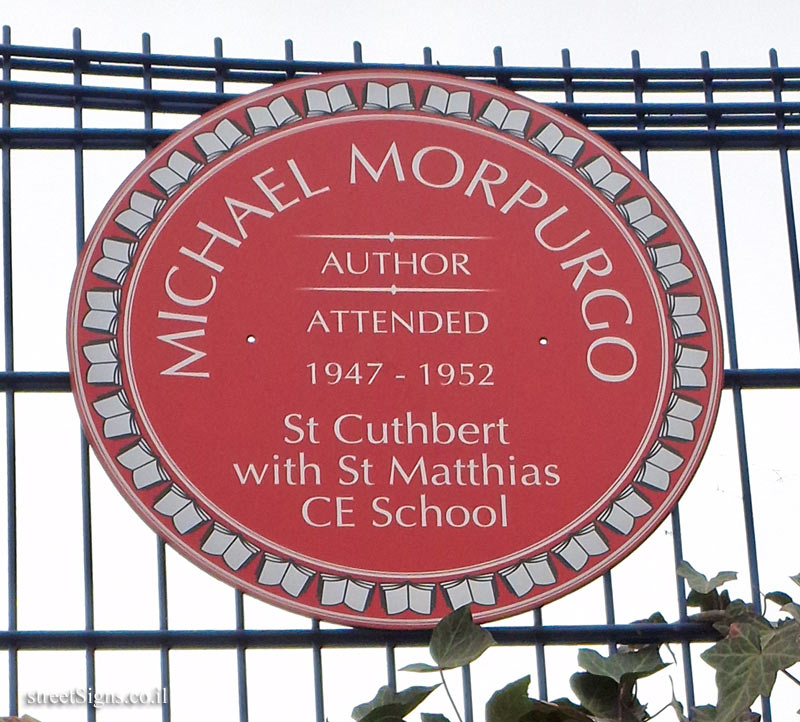 MICHAEL MORPURGO
AUTHOR
ATTENDED
1947 - 1952
St Cuthbert
with St Matthias
CE School
streetSigns.co.il